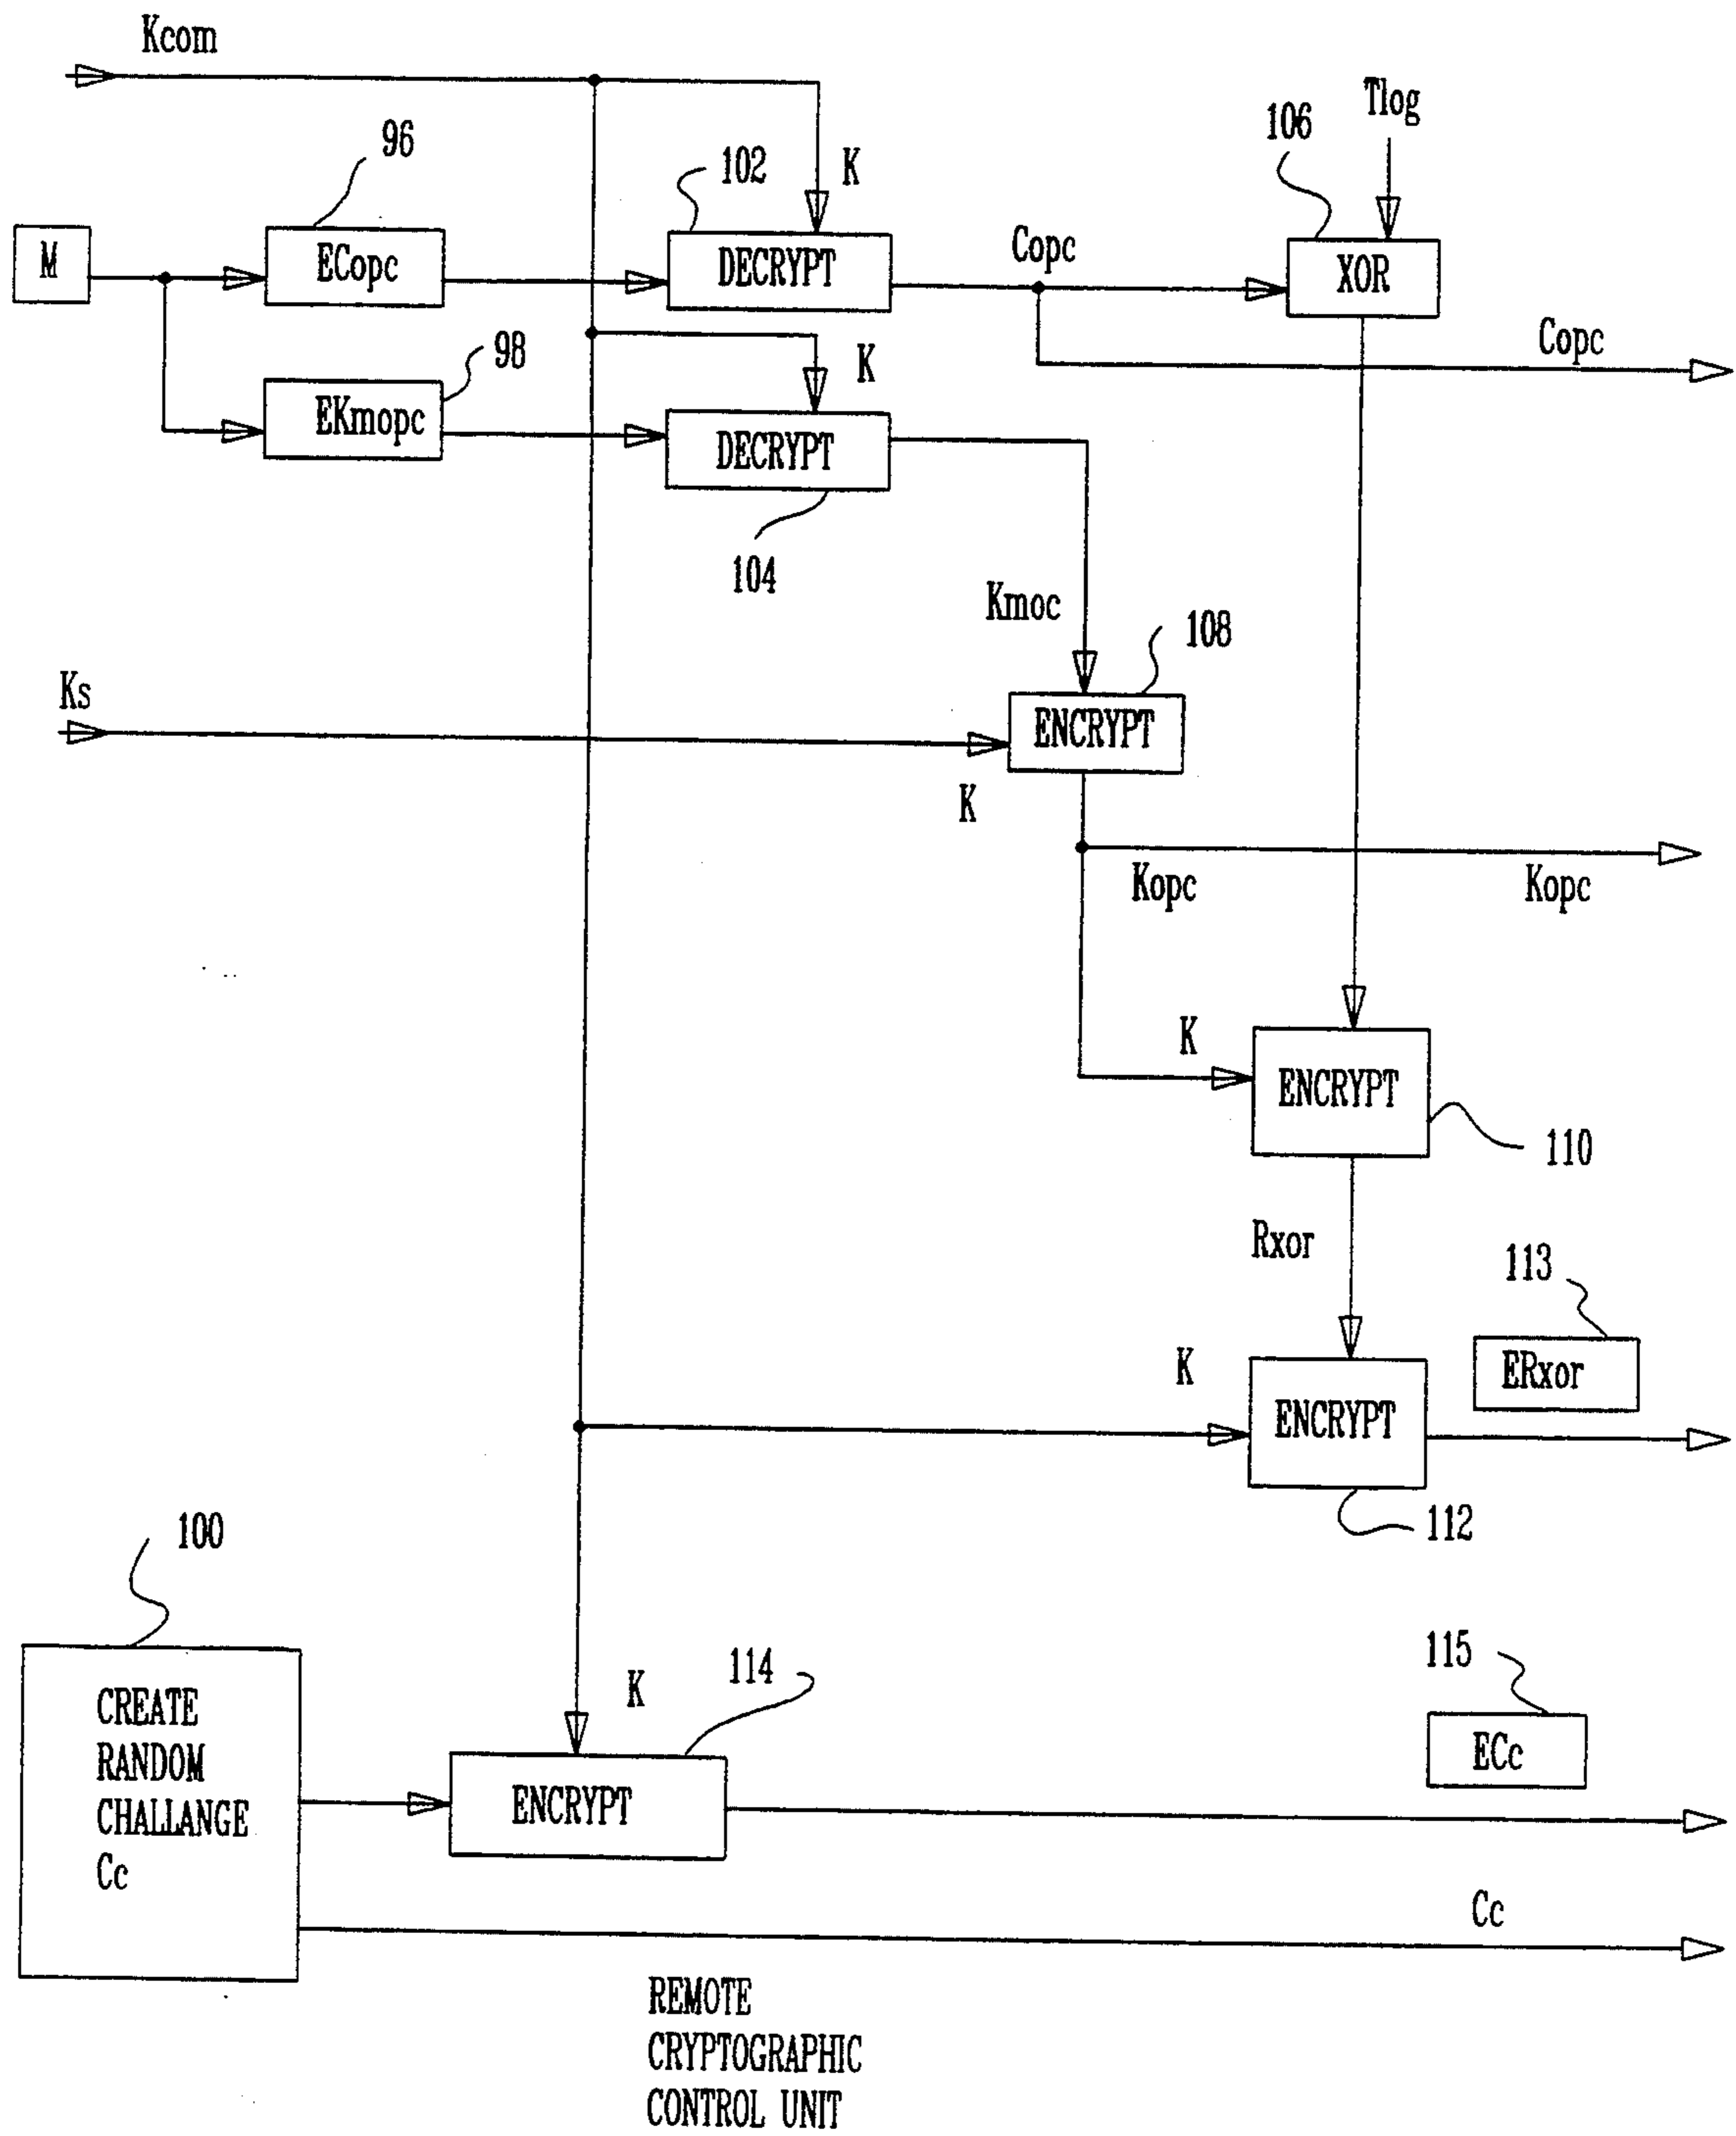 Kcom
Tlog
96
106
102
K
M
ECopc
DECRYPT
Copc
XOR
Copc
98
K
EKmopc
DECRYPT
104
Kmoc
108
Ks
ENCRYPT
K
Kopc
Kopc
K
ENCRYPT
110
Rxor
113
K
ERxor
ENCRYPT
112
100
114
115
K
CREATE
RANDOM
CHALLANGE
Cc
ECc
ENCRYPT
Cc
REMOTE
CRYPTOGRAPHIC
CONTROL UNIT